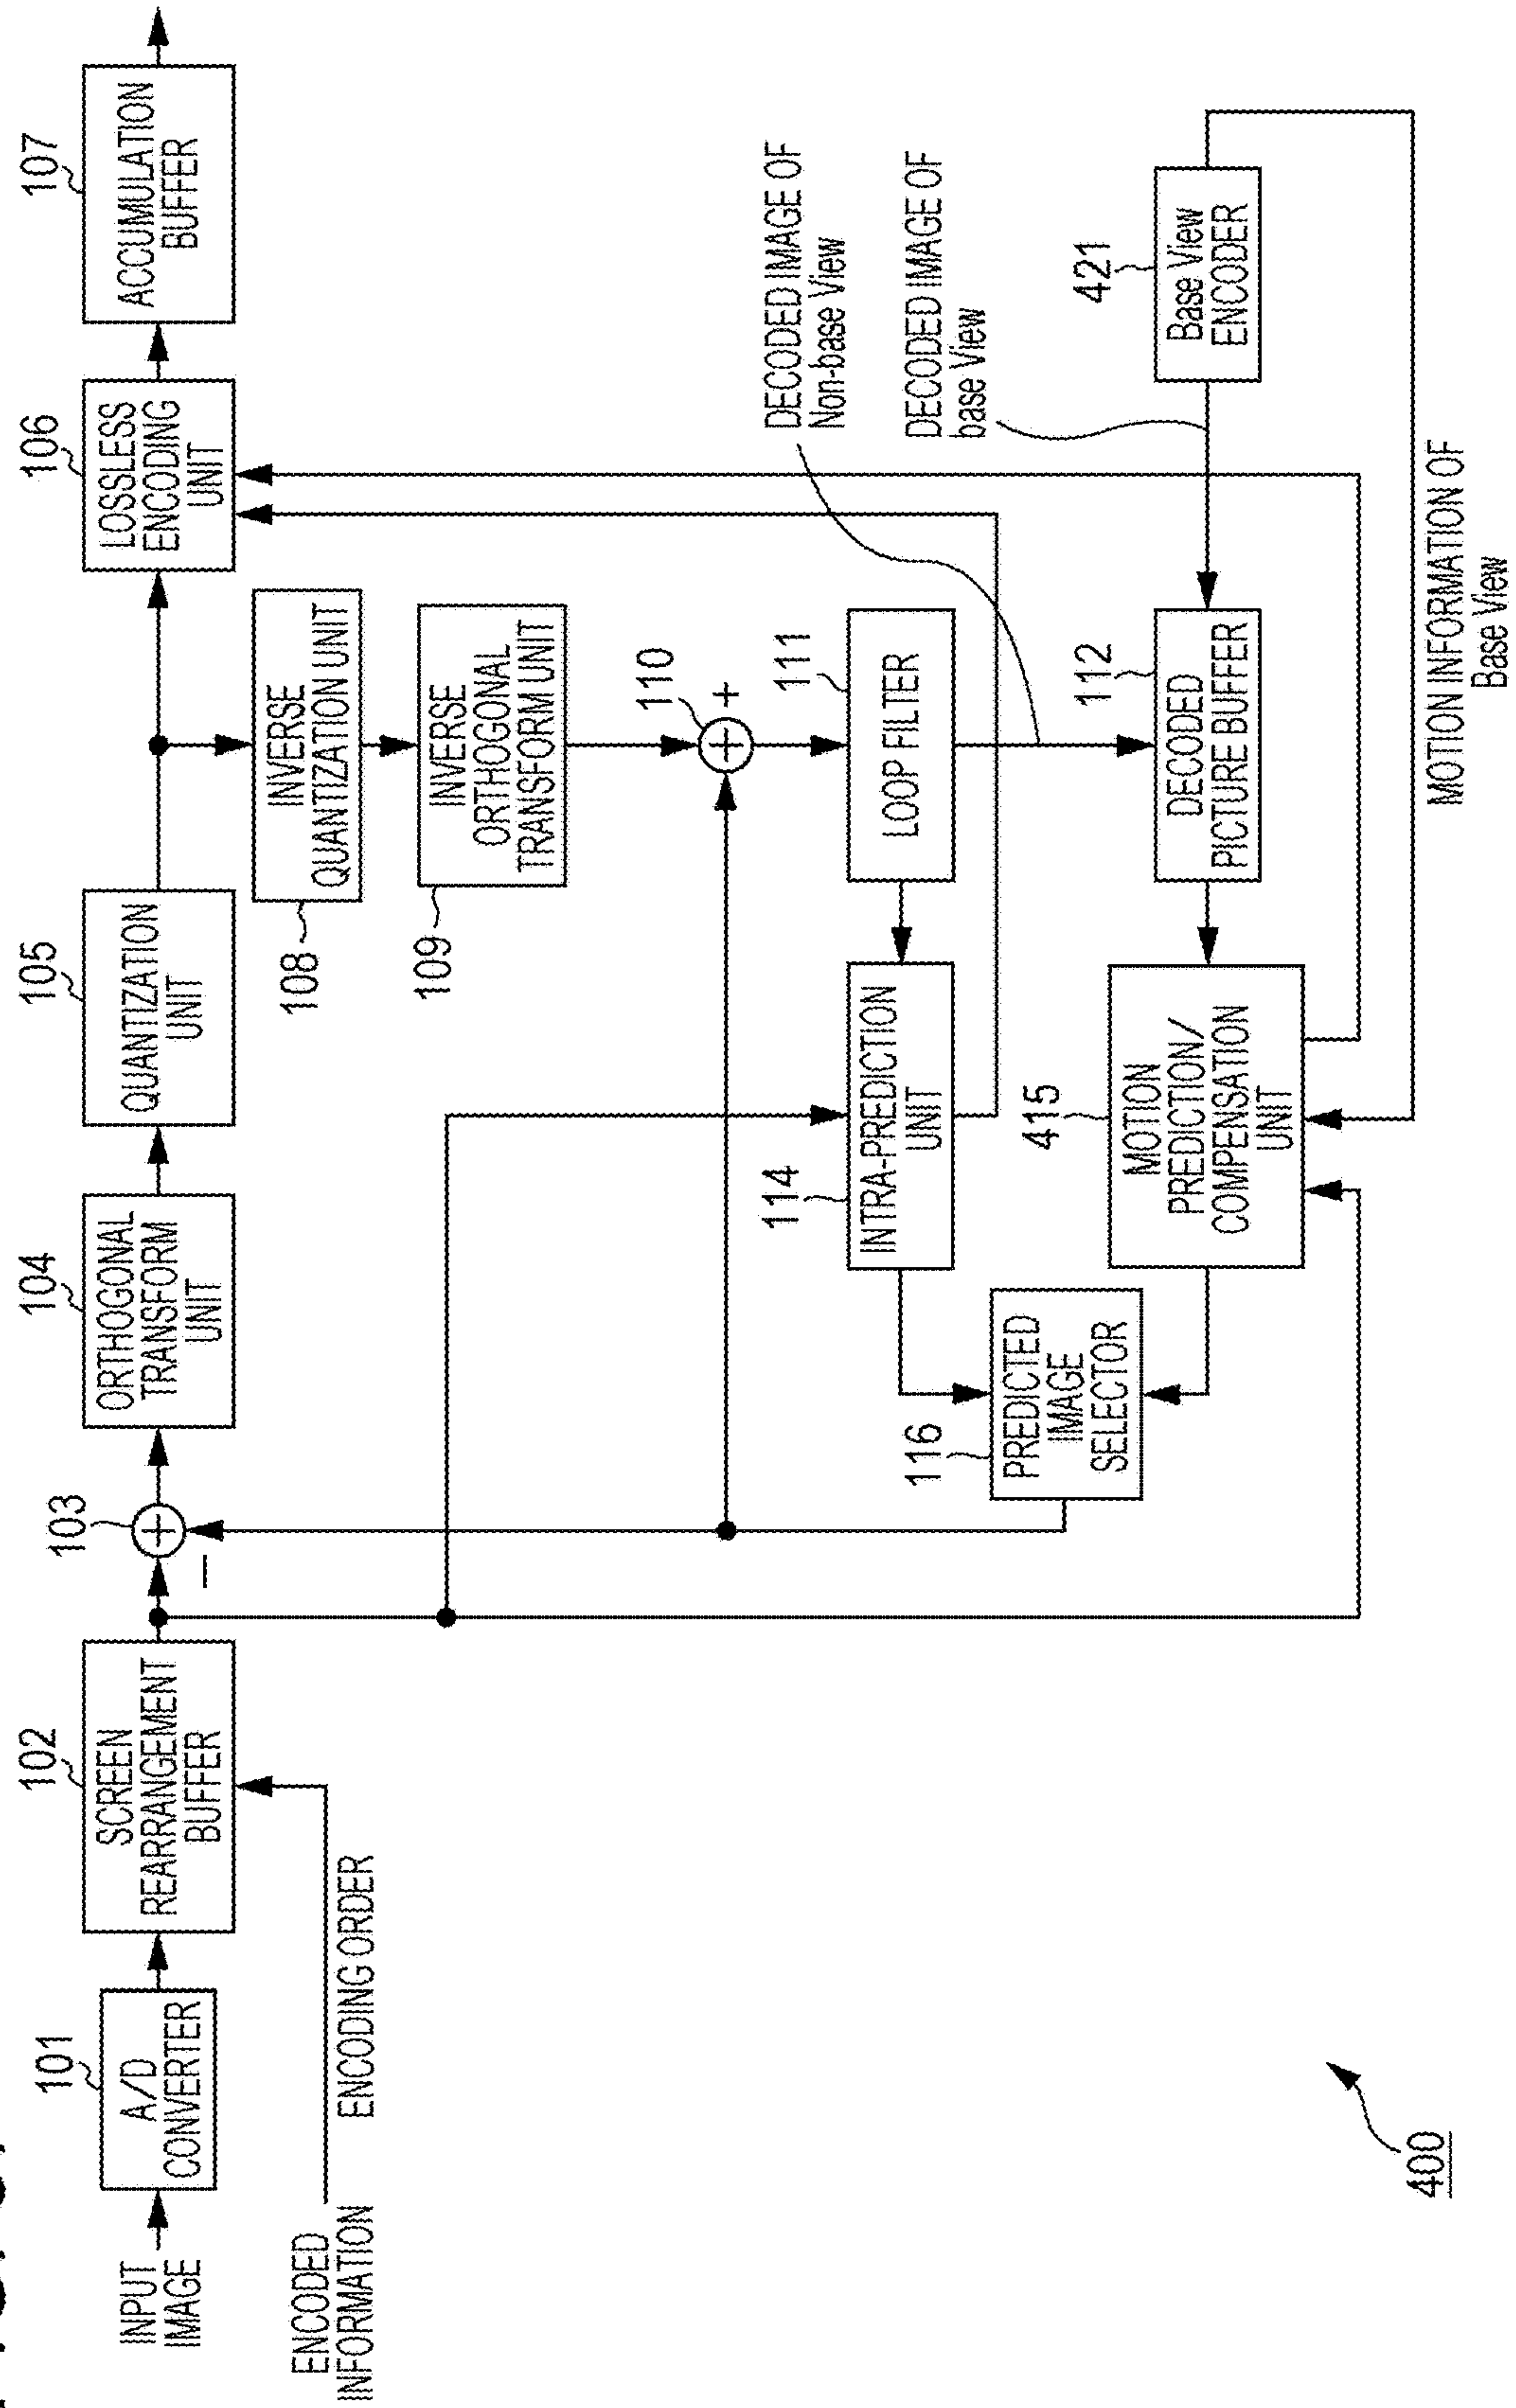 INPUT
IMAGE
101
A/D
CONVERTER
102
SCREEN
REARRANGEMENT
BUFFER
103
−
104
ORTHOGONAL
TRANSFORM
UNIT
105
QUANTIZATION
UNIT
106
LOSSLESS
ENCODING
UNIT
107
ACCUMULATION
BUFFER
ENCODED
INFORMATION
ENCODING ORDER
108
INVERSE
QUANTIZATION UNIT
109
INVERSE
ORTHOGONAL
TRANSFORM UNIT
110
+
111
LOOP FILTER
DECODED IMAGE OF
Non-base View
DECODED IMAGE OF
base View
114
INTRA-PREDICTION
UNIT
116
PREDICTED
IMAGE
SELECTOR
415
MOTION
PREDICTION/
COMPENSATION
UNIT
112
DECODED
PICTURE BUFFER
421
Base View
ENCODER
MOTION INFORMATION OF
Base View
400